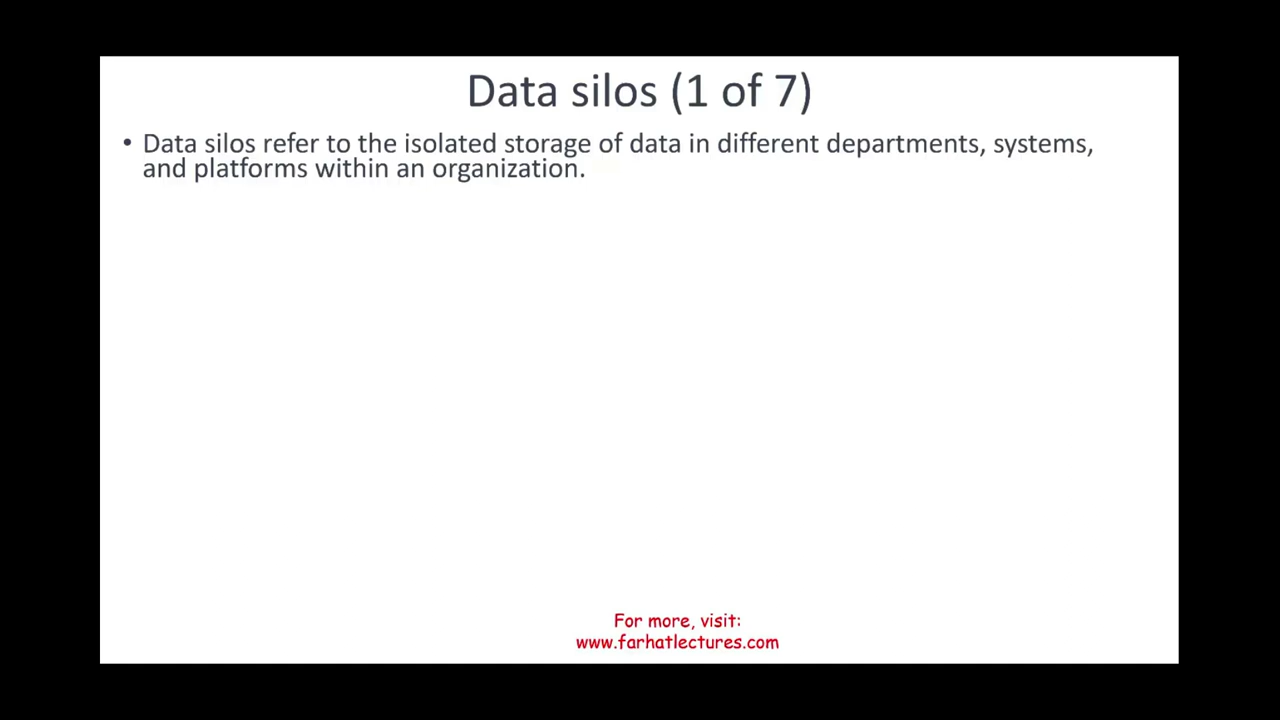 Data silos (1 of 7)
• Data silos refer to the isolated storage of data in different departments, systems,
and platforms within an organization.
For more, visit:
www.farhatlectures.com